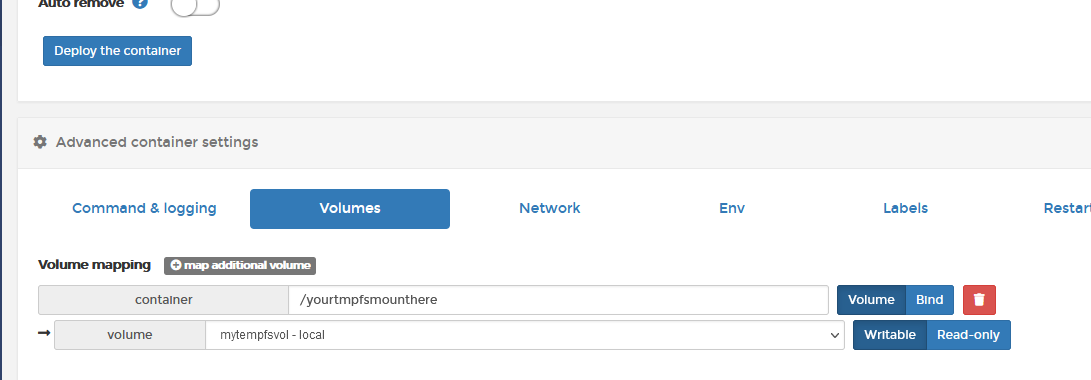 Auto remove ?
Deploy the container
Advanced container settings
Command & logging Volumes Network Env Labels Restart
Volume mapping map additional volume
container /yourtmpfsmounthere Volume Bind
→ volume mytempfsvol - local Writable Read-only